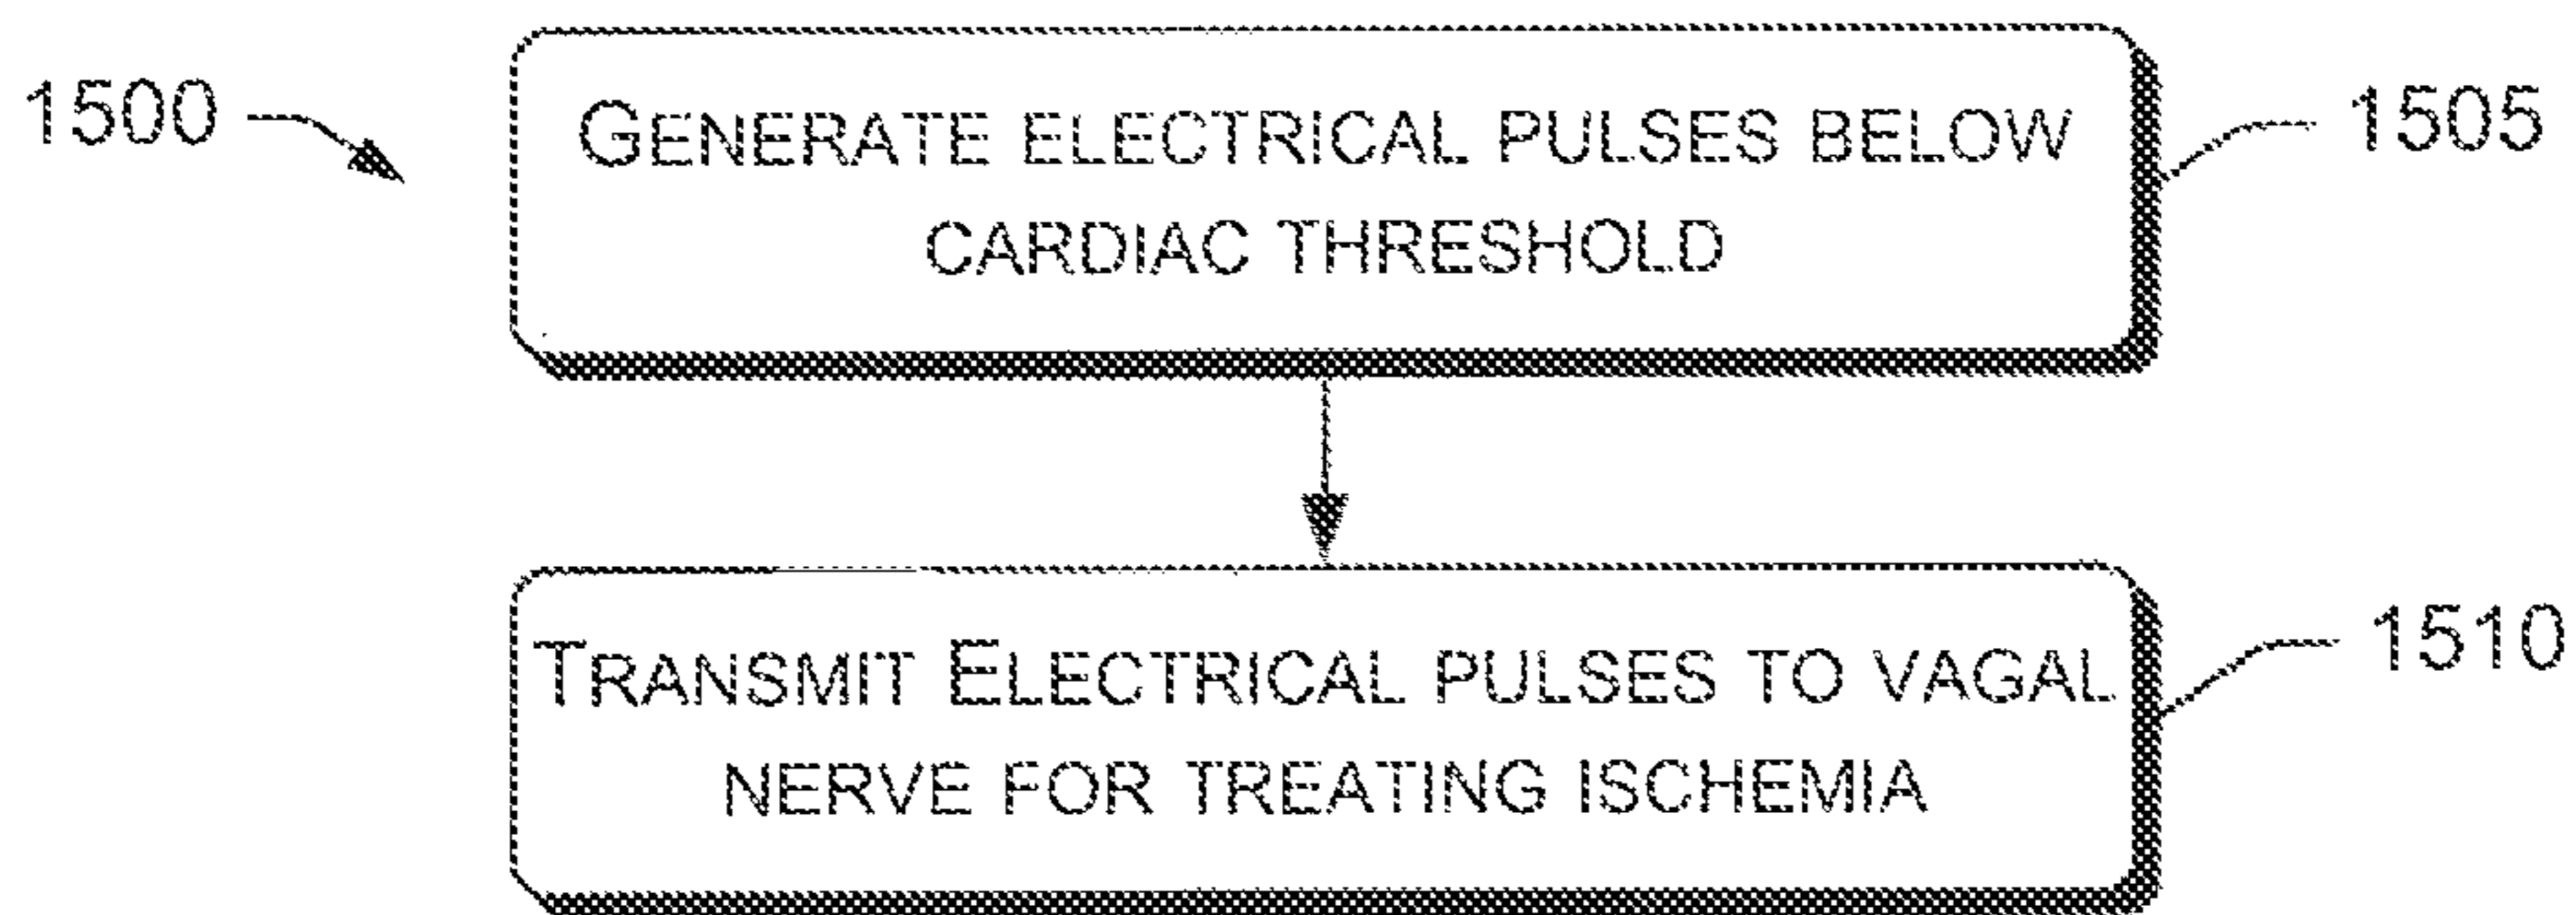 1500
GENERATE ELECTRICAL PULSES BELOW
CARDIAC THRESHOLD
1505
TRANSMIT ELECTRICAL PULSES TO VAGAL
NERVE FOR TREATING ISCHEMIA
1510